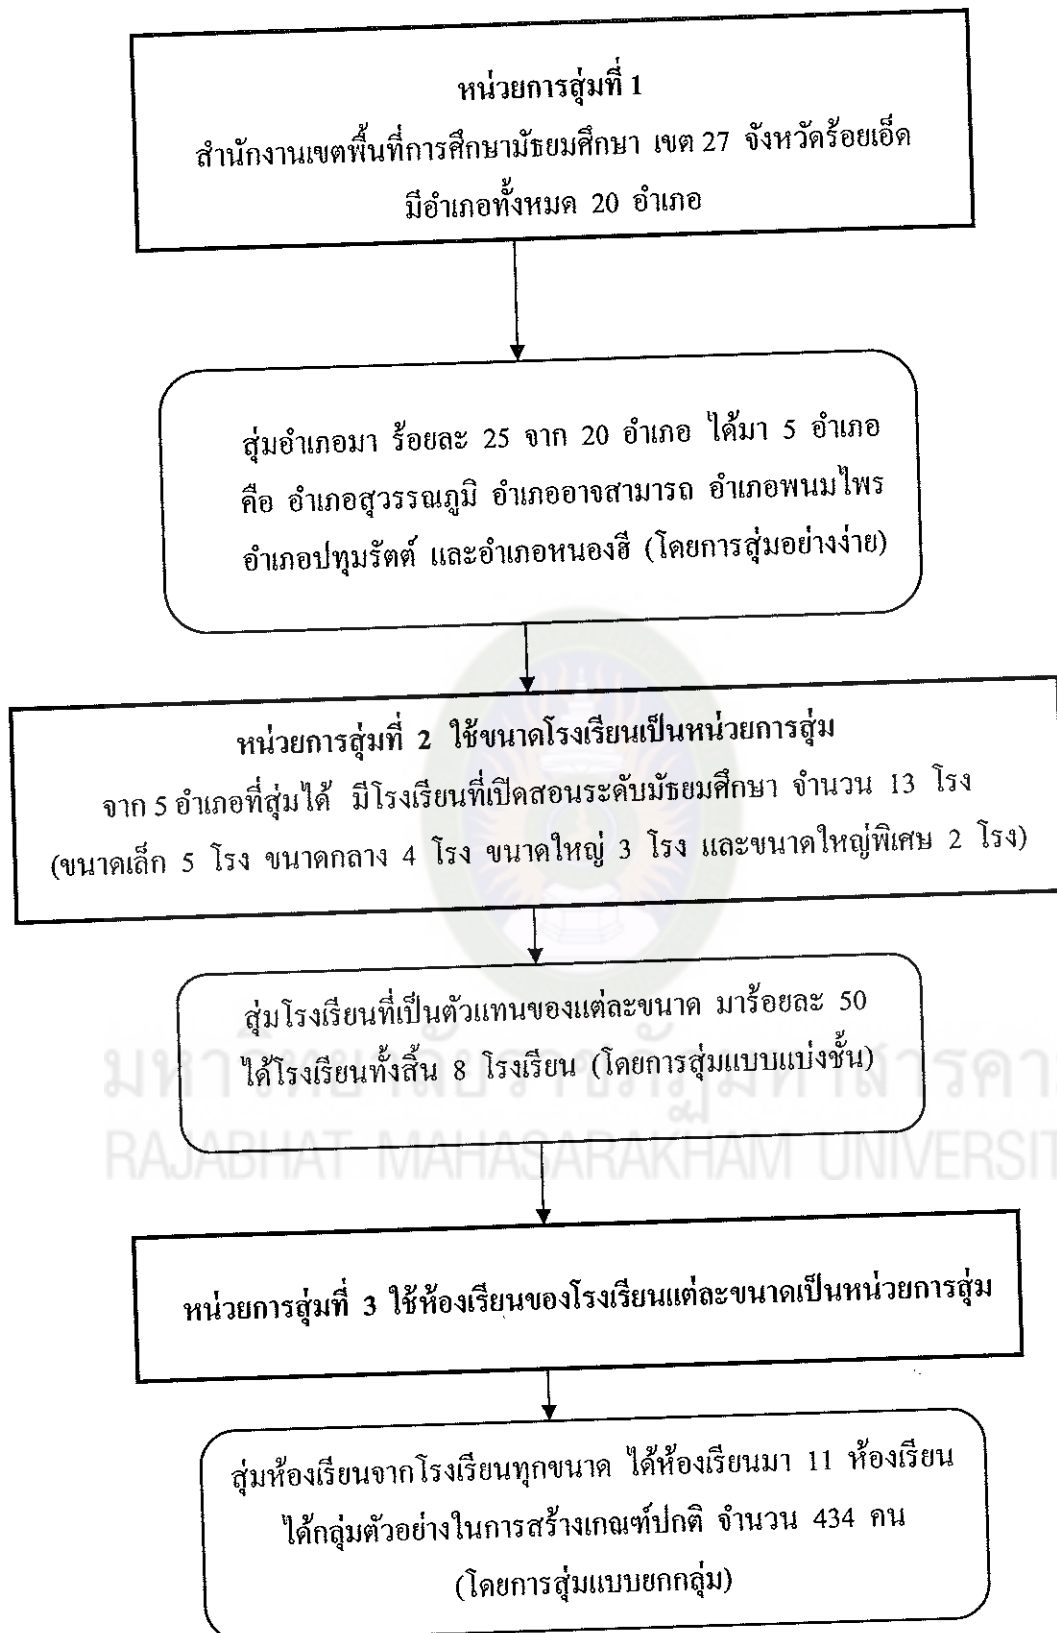 หน่วยการสุ่มที่ 1
สำนักงานเขตพื้นที่การศึกษามัธยมศึกษา เขต 27 จังหวัดร้อยเอ็ด
มีอำเภอทั้งหมด 20 อำเภอ
สุ่มอำเภอมา ร้อยละ 25 จาก 20 อำเภอ ได้มา 5 อำเภอ
คือ อำเภอสุวรรณภูมิ อำเภออาจสามารถ อำเภอพนมไพร
อำเภอปทุมรัตต์ และอำเภอหนองฮี (โดยการสุ่มอย่างง่าย)
หน่วยการสุ่มที่ 2 ใช้ขนาดโรงเรียนเป็นหน่วยการสุ่ม
จาก 5 อำเภอที่สุ่มได้ มีโรงเรียนที่เปิดสอนระดับมัธยมศึกษา จำนวน 13 โรง
(ขนาดเล็ก 5 โรง ขนาดกลาง 4 โรง ขนาดใหญ่ 3 โรง และขนาดใหญ่พิเศษ 2 โรง)
สุ่มโรงเรียนที่เป็นตัวแทนของแต่ละขนาด มาร้อยละ 50
ได้โรงเรียนทั้งสิ้น 8 โรงเรียน (โดยการสุ่มแบบแบ่งชั้น)
มหาวิทยาลัยราชภัฏมหาสารคา
RAJABHAT MAHASARAKHAM UNIVERSIT
หน่วยการสุ่มที่ 3 ใช้ห้องเรียนของโรงเรียนแต่ละขนาดเป็นหน่วยการสุ่ม
สุ่มห้องเรียนจากโรงเรียนทุกขนาด ได้ห้องเรียนมา 11 ห้องเรียน
ได้กลุ่มตัวอย่างในการสร้างเกณฑ์ปกติ จำนวน 434 คน
(โดยการสุ่มแบบยกกลุ่ม)